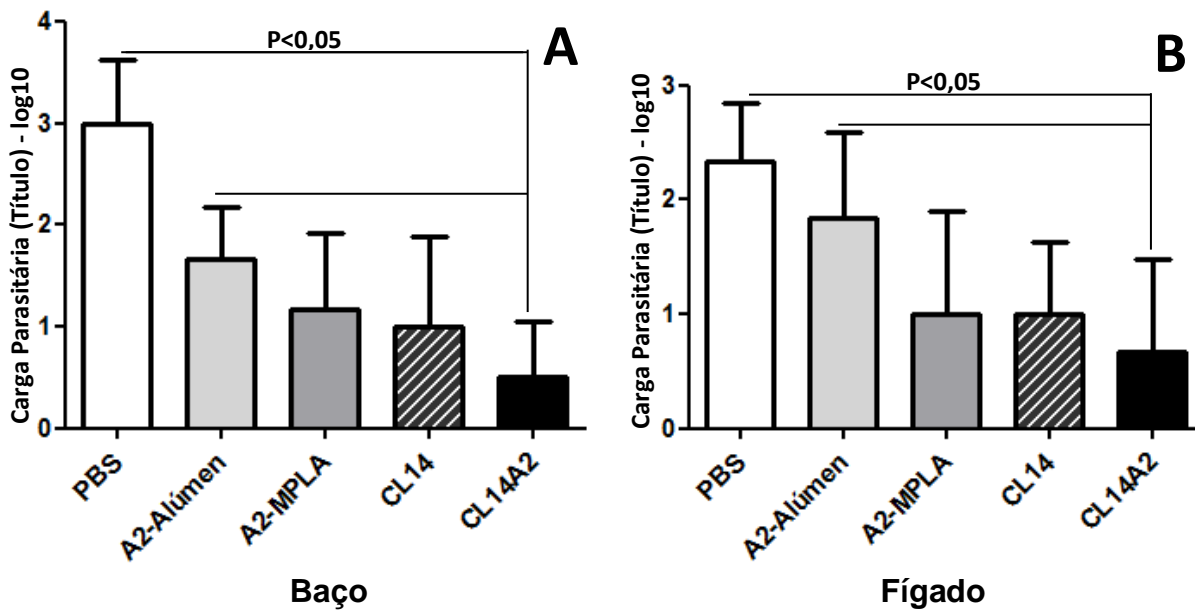 A
P<0,05
Carga Parasitária (Título) - log10
4
3
2
1
0
PBS
A2-Alúmen
A2-MPLA
CL14
CL14A2
Baço
B
P<0,05
Carga Parasitária (Título) - log10
3
2
1
0
PBS
A2-Alúmen
A2-MPLA
CL14
CL14A2
Fígado